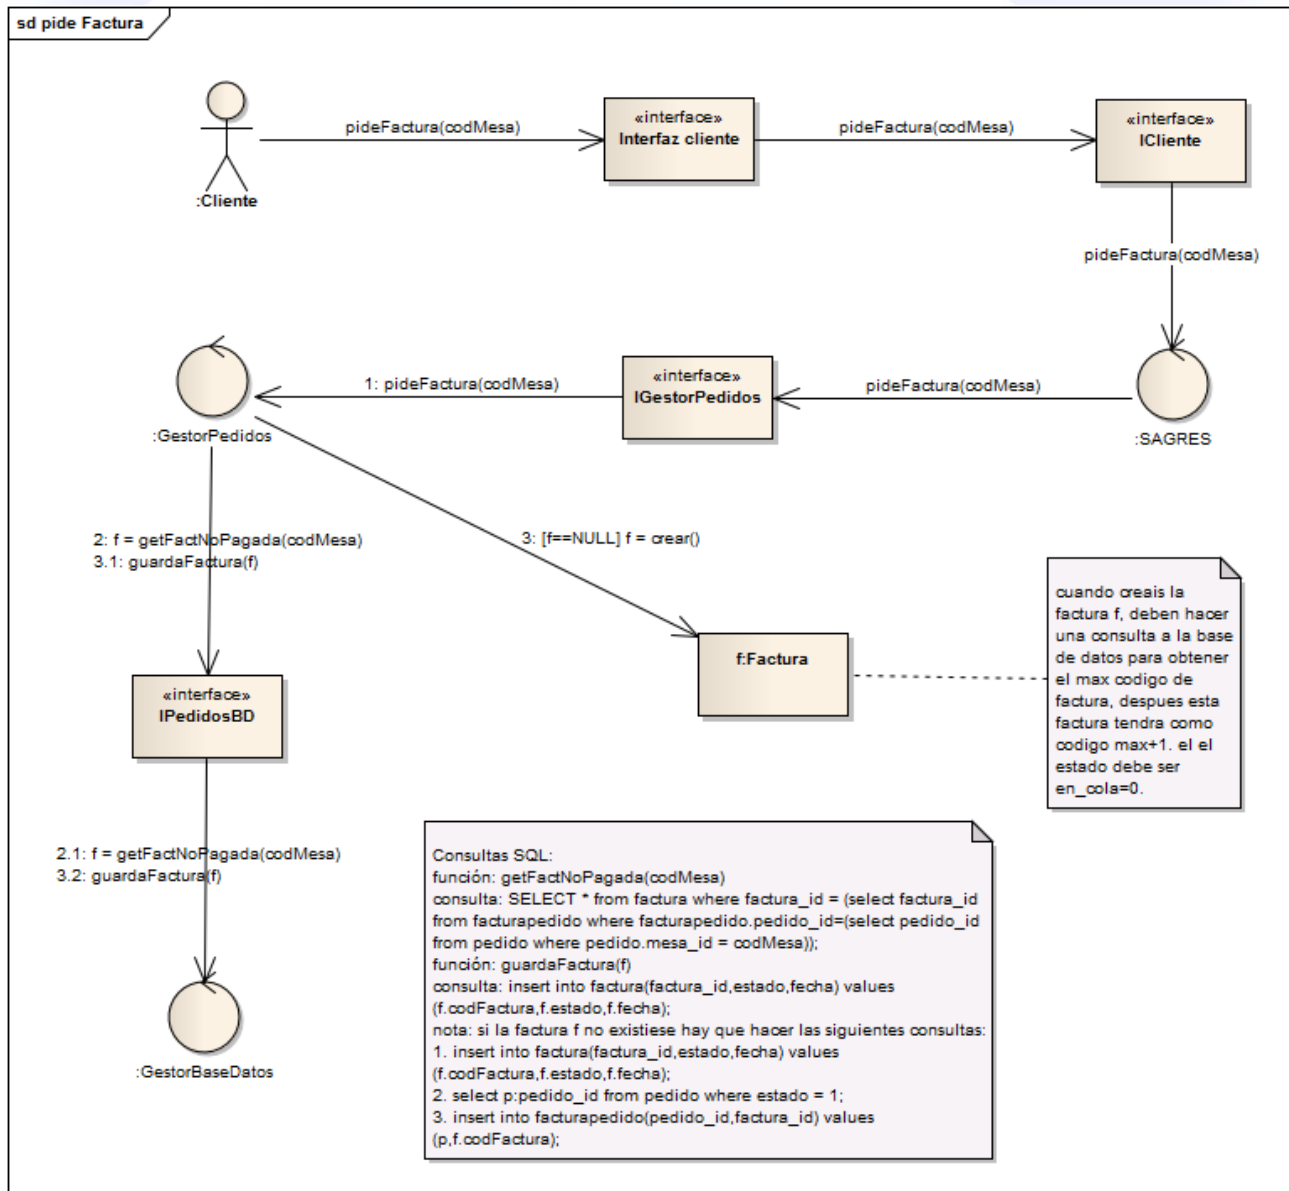 sd pide Factura
pideFactura(codMesa)
«interface»
Interfaz cliente
pideFactura(codMesa)
«interface»
ICliente
:Cliente
pideFactura(codMesa)
1: pideFactura(codMesa)
«interface»
IGestorPedidos
pideFactura(codMesa)
:GestorPedidos
:SAGRES
2: f = getFactNoPagada(codMesa)
3.1: guardaFactura(f)
3: [f==NULL] f = crear()
f:Factura
cuando creais la
factura f, deben hacer
una consulta a la base
de datos para obtener
el max codigo de
factura, despues esta
factura tendra como
codigo max+1. el el
estado debe ser
en_cola=0.
«interface»
IPedidosBD
2.1: f = getFactNoPagada(codMesa)
3.2: guardaFactura(f)
:GestorBaseDatos
Consultas SQL:
función: getFactNoPagada(codMesa)
consulta: SELECT * from factura where factura_id = (select factura_id
from facturapedido where facturapedido.pedido_id=(select pedido_id
from pedido where pedido.mesa_id = codMesa));
función: guardaFactura(f)
consulta: insert into factura(factura_id,estado,fecha) values
(f.codFactura,f.estado,f.fecha);
nota: si la factura f no existiese hay que hacer las siguientes consultas:
1. insert into factura(factura_id,estado,fecha) values
(f.codFactura,f.estado,f.fecha);
2. select p:pedido_id from pedido where estado = 1;
3. insert into facturapedido(pedido_id,factura_id) values
(p,f.codFactura);